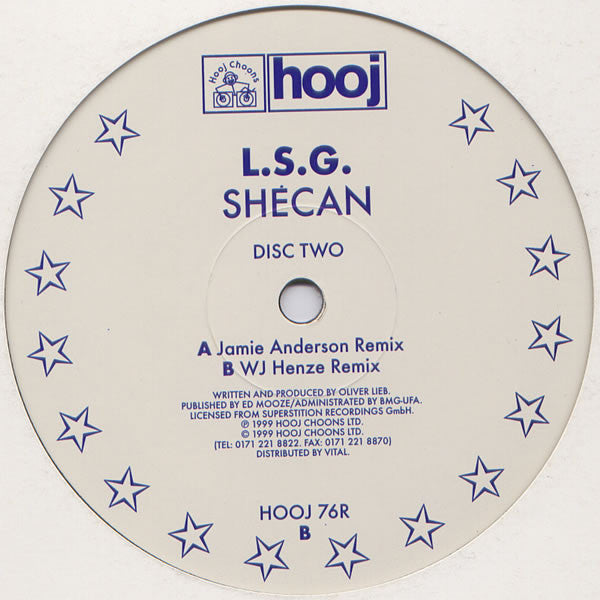 Hooj Choons
hooj
L.S.G.
SHĖCAN
DISC TWO
A Jamie Anderson Remix
B WJ Henze Remix
WRITTEN AND PRODUCED BY OLIVER LIEB.
PUBLISHED BY ED MOOZE/ADMINISTRATED BY BMG-UFA.
LICENSED FROM SUPERSTITION RECORDINGS GmbH.
℗ 1999 HOOJ CHOONS LTD.
© 1999 HOOJ CHOONS LTD.
(TEL: 0171 221 8822. FAX: 0171 221 8870)
DISTRIBUTED BY VITAL.
HOOJ 76R
B